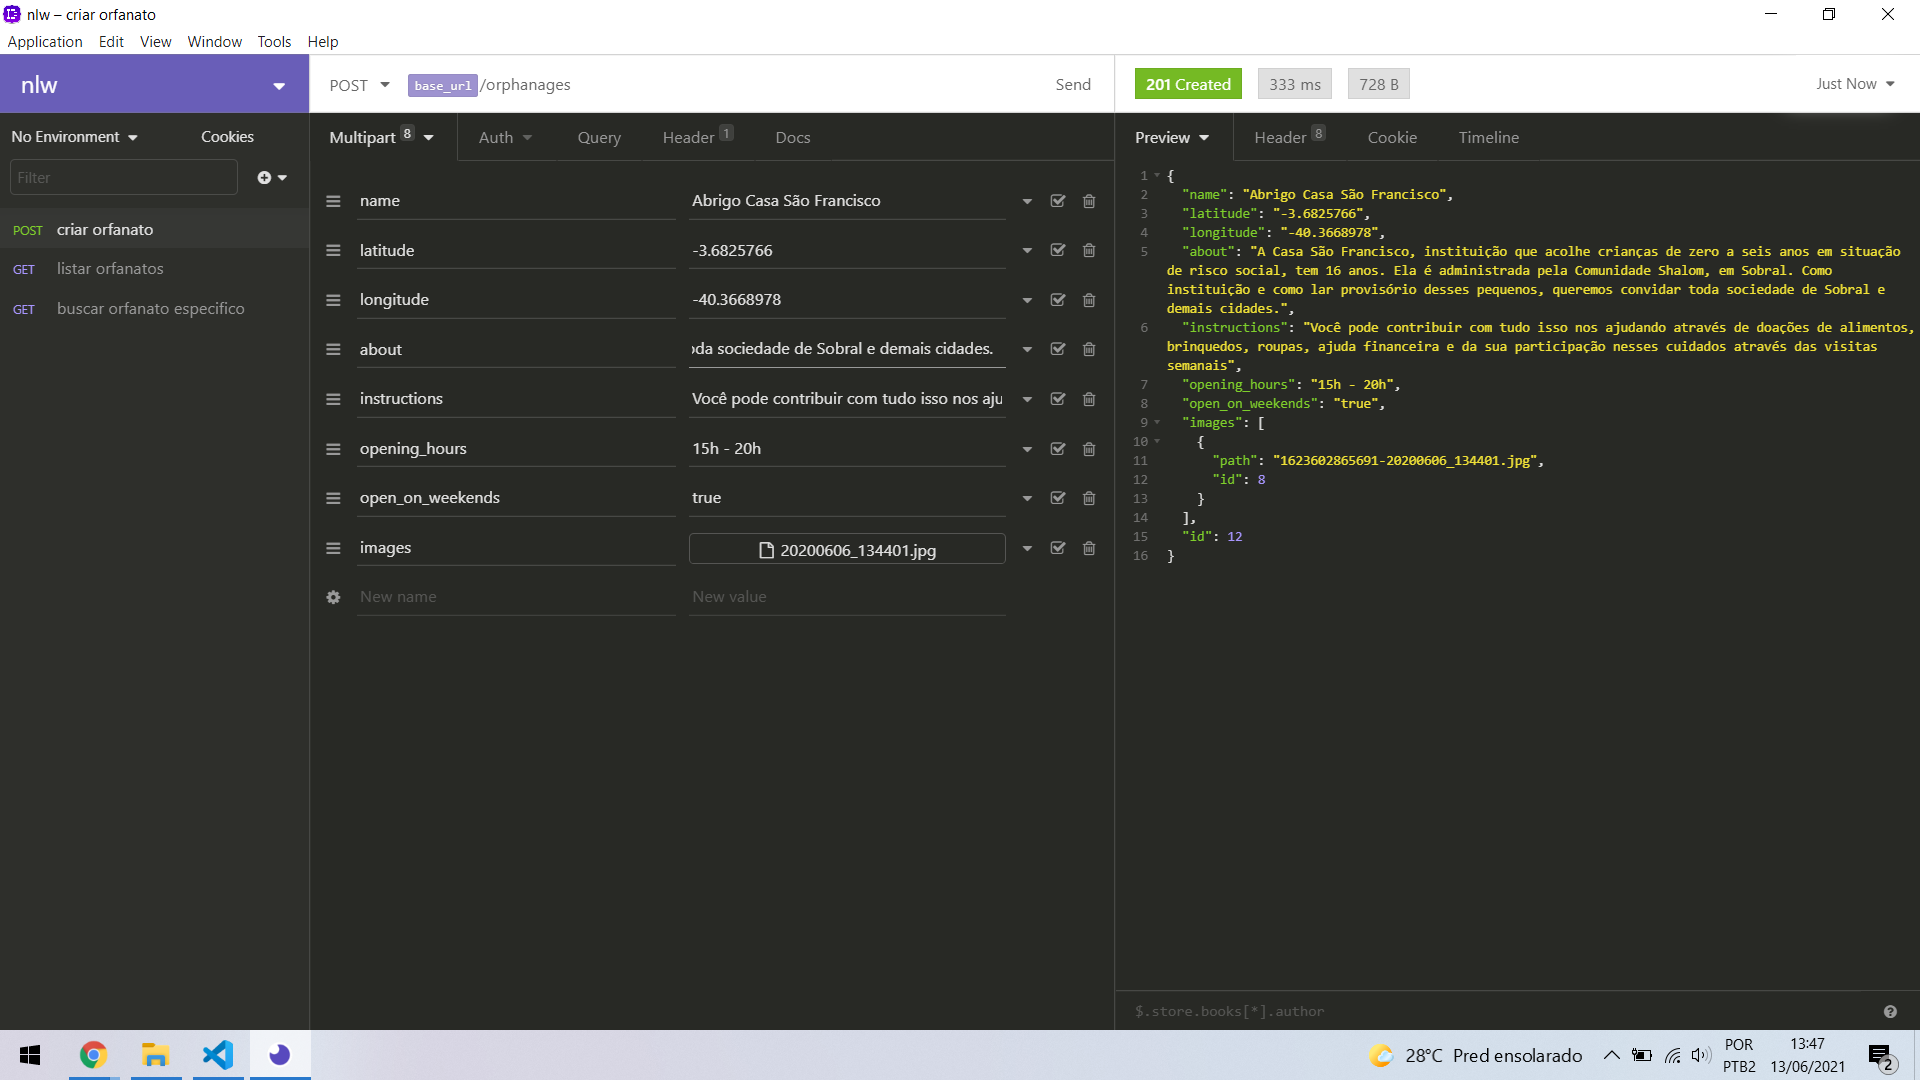 nlw – criar orfanato
Application Edit View Window Tools Help
nlw
POST base_url/orphanages Send
201 Created 333 ms 728 B Just Now
No Environment Cookies
Multipart 8 Auth Query Header 1 Docs
Preview Header 8 Cookie Timeline
Filter
POST criar orfanato
GET listar orfanatos
GET buscar orfanato especifico
name Abrigo Casa São Francisco
latitude -3.6825766
longitude -40.3668978
about oda sociedade de Sobral e demais cidades.
instructions Você pode contribuir com tudo isso nos aju
opening_hours 15h - 20h
open_on_weekends true
images 20200606_134401.jpg
New name New value
1 {
2 "name": "Abrigo Casa São Francisco",
3 "latitude": "-3.6825766",
4 "longitude": "-40.3668978",
5 "about": "A Casa São Francisco, instituição que acolhe crianças de zero a seis anos em situação
de risco social, tem 16 anos. Ela é administrada pela Comunidade Shalom, em Sobral. Como
instituição e como lar provisório desses pequenos, queremos convidar toda sociedade de Sobral e
demais cidades.",
6 "instructions": "Você pode contribuir com tudo isso nos ajudando através de doações de alimentos,
brinquedos, roupas, ajuda financeira e da sua participação nesses cuidados através das visitas
semanais",
7 "opening_hours": "15h - 20h",
8 "open_on_weekends": "true",
9 "images": [
10 {
11 "path": "1623602865691-20200606_134401.jpg",
12 "id": 8
13 }
14 ],
15 "id": 12
16 }
$.store.books[*].author
28°C Pred ensolarado
POR
PTB2
13:47
13/06/2021
2